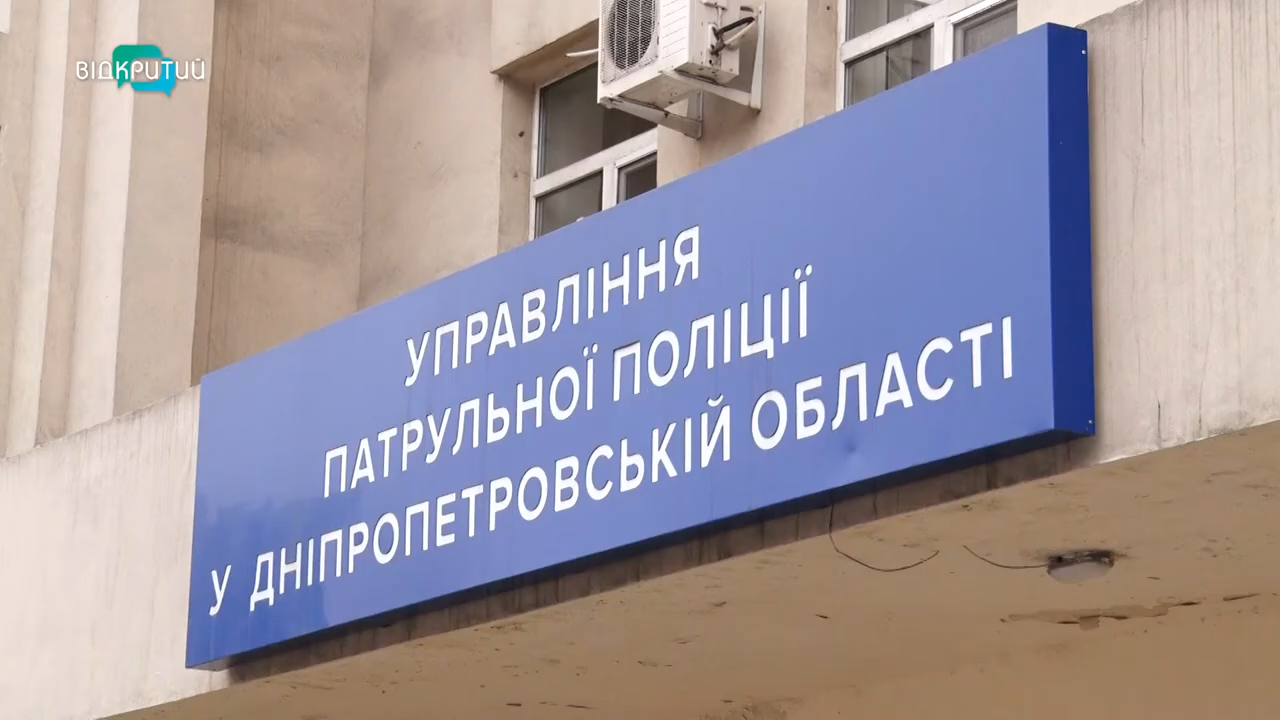 ВІДКРИТИЙ
УПРАВЛІННЯ
ПАТРУЛЬНОЇ ПОЛІЦІЇ
У ДНІПРОПЕТРОВСЬКІЙ ОБЛАСТІ